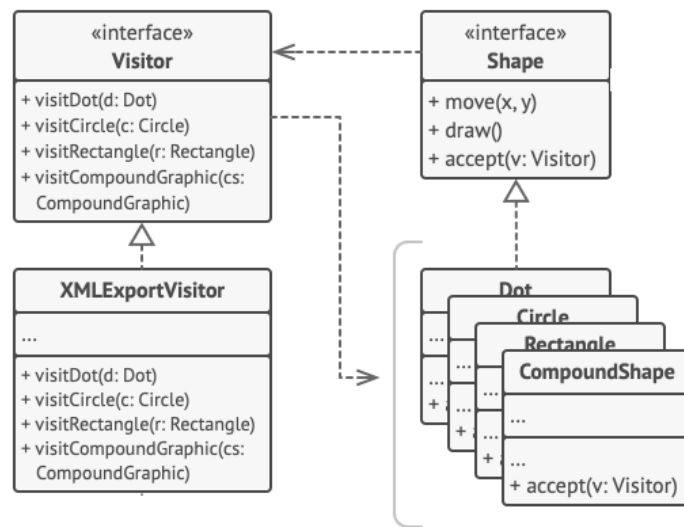 «interface»
Visitor
+ visitDot(d: Dot)
+ visitCircle(c: Circle)
+ visitRectangle(r: Rectangle)
+ visitCompoundGraphic(cs:
CompoundGraphic)
«interface»
Shape
+ move(x, y)
+ draw()
+ accept(v: Visitor)
XMLExportVisitor
...
+ visitDot(d: Dot)
+ visitCircle(c: Circle)
+ visitRectangle(r: Rectangle)
+ visitCompoundGraphic(cs:
CompoundGraphic)
Dot
...
...
+ a
Circle
...
...
+ a
Rectangle
...
...
+ a
CompoundShape
...
...
+ accept(v: Visitor)